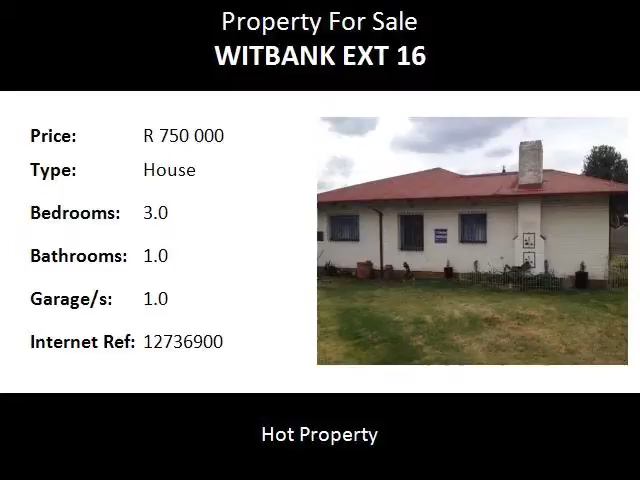 Property For Sale
WITBANK EXT 16
Price: R 750 000
Type: House
Bedrooms: 3.0
Bathrooms: 1.0
Garage/s: 1.0
Internet Ref: 12736900
Hot Property